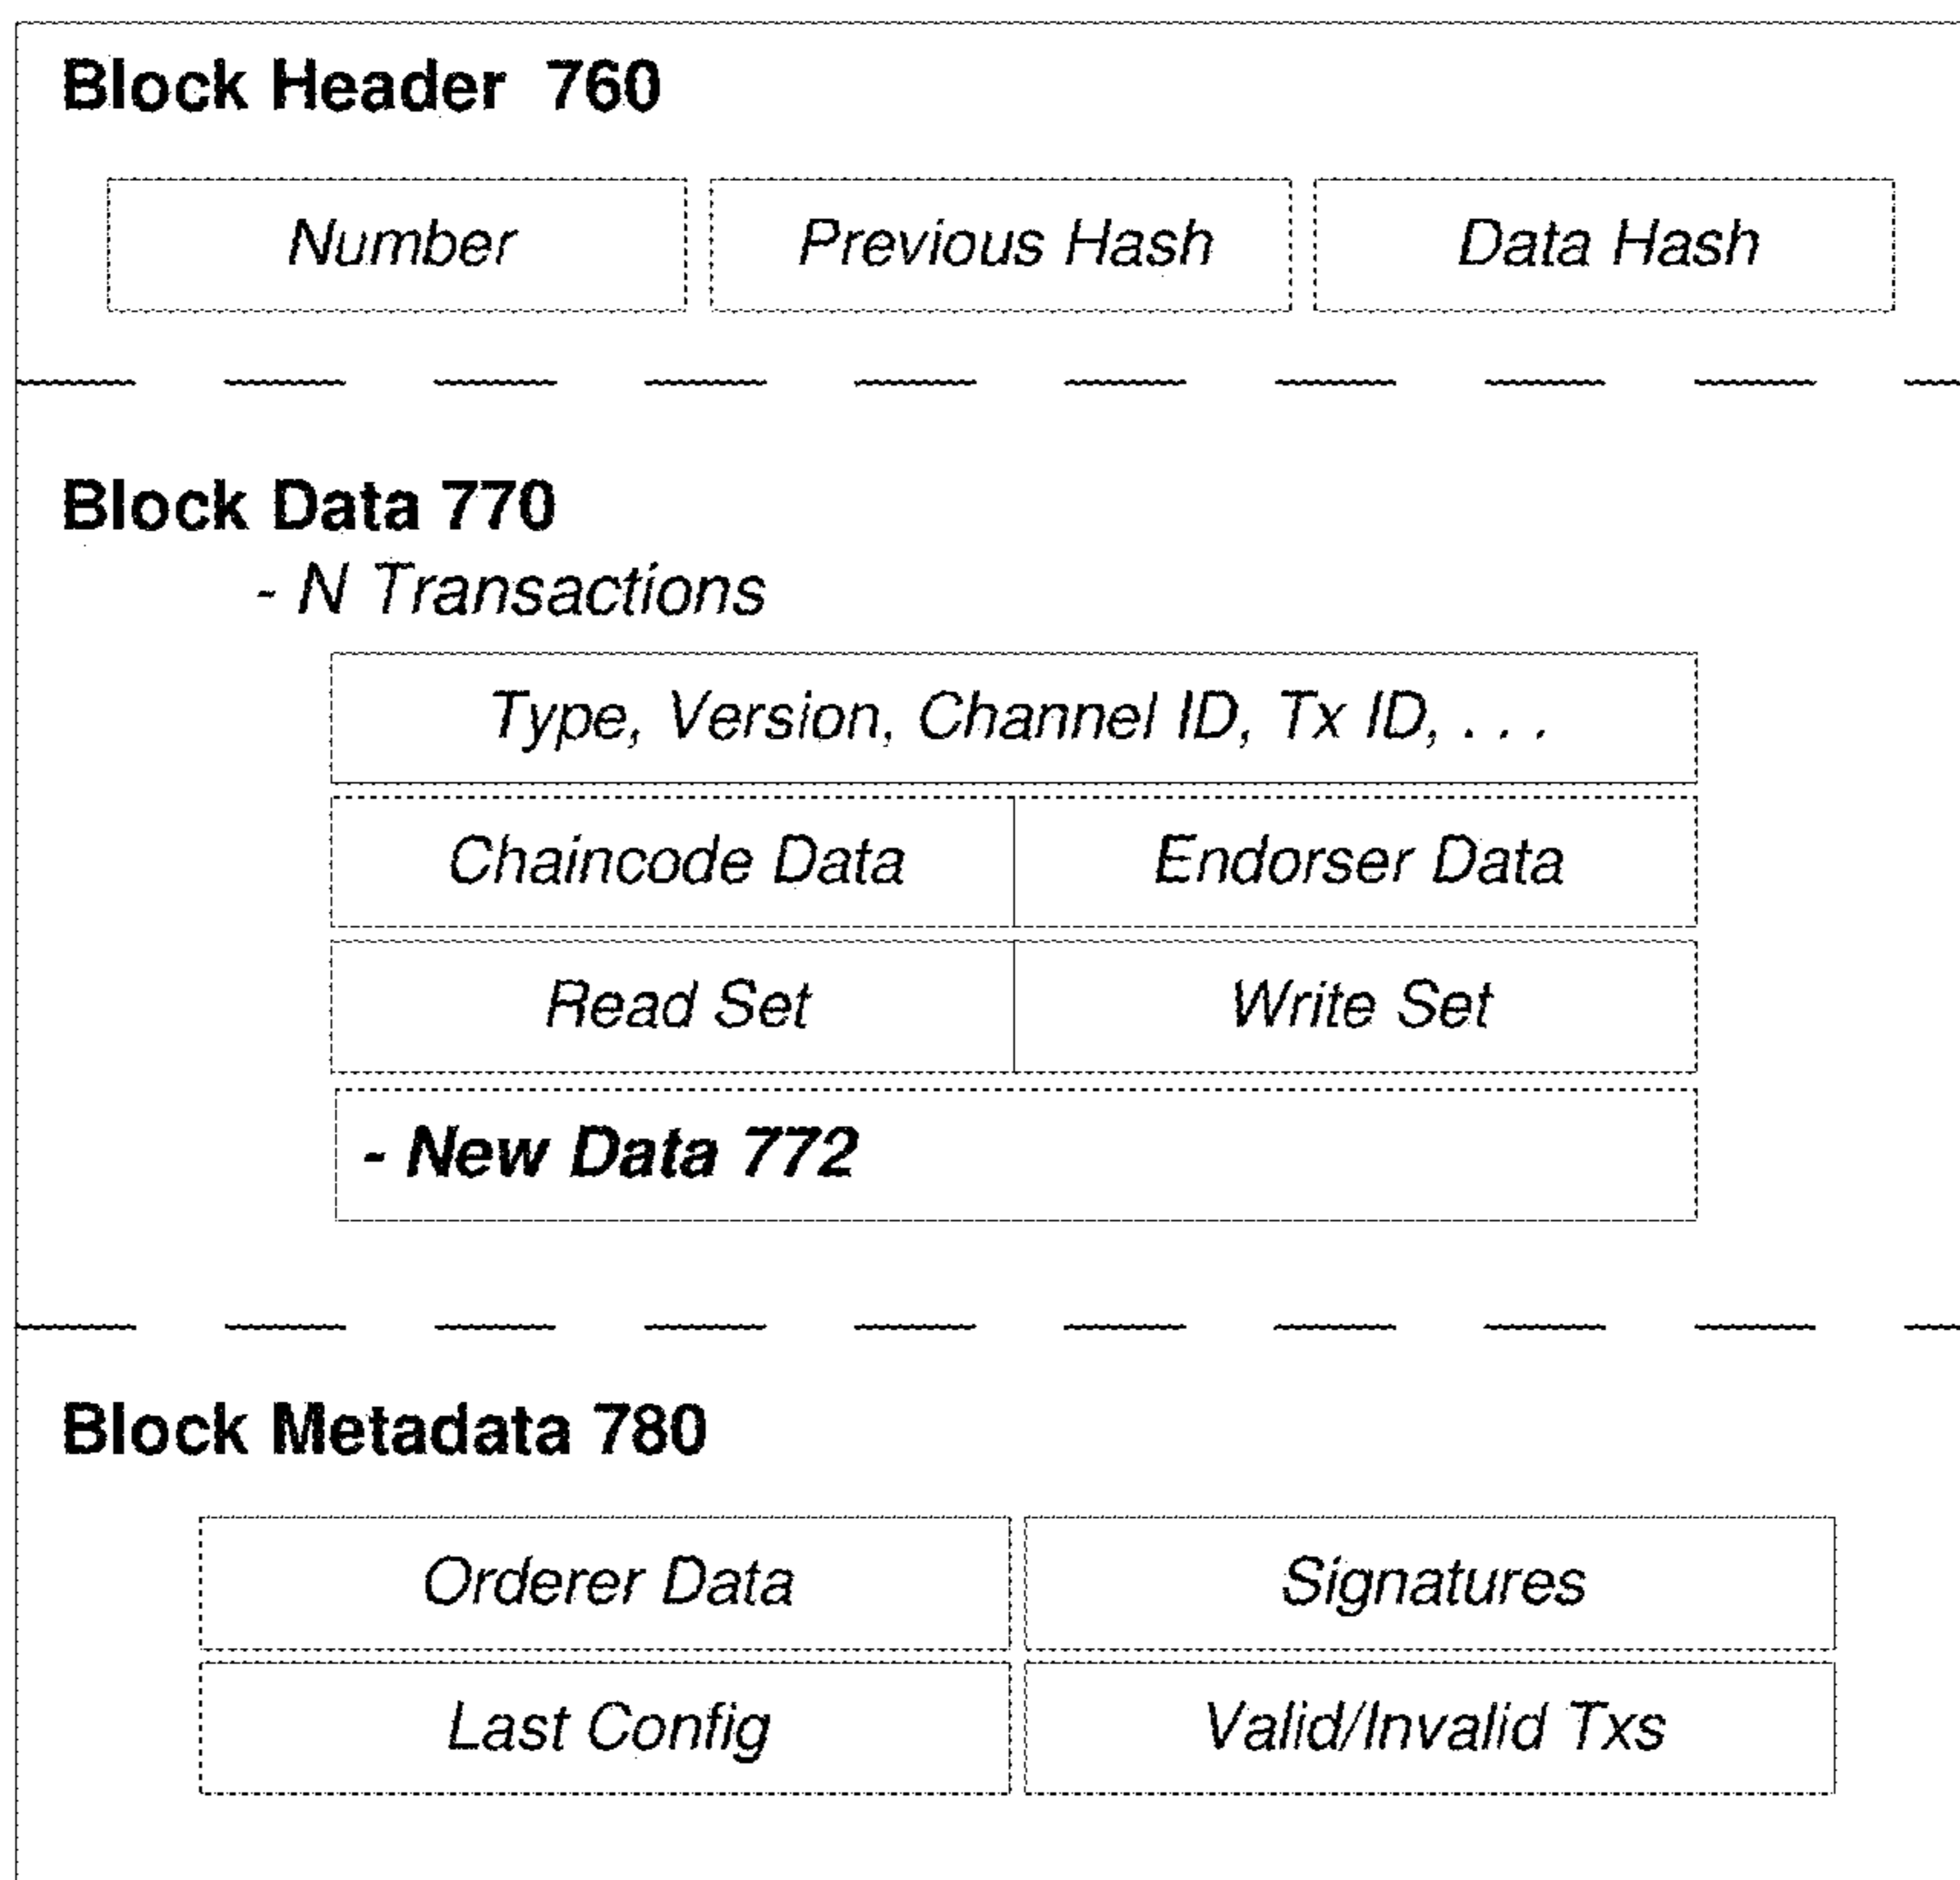 Block Header 760
Number Previous Hash Data Hash
Block Data 770
- N Transactions
Type, Version, Channel ID, Tx ID, . . .
Chaincode Data Endorser Data
Read Set Write Set
- New Data 772
Block Metadata 780
Orderer Data Signatures
Last Config Valid/Invalid Txs